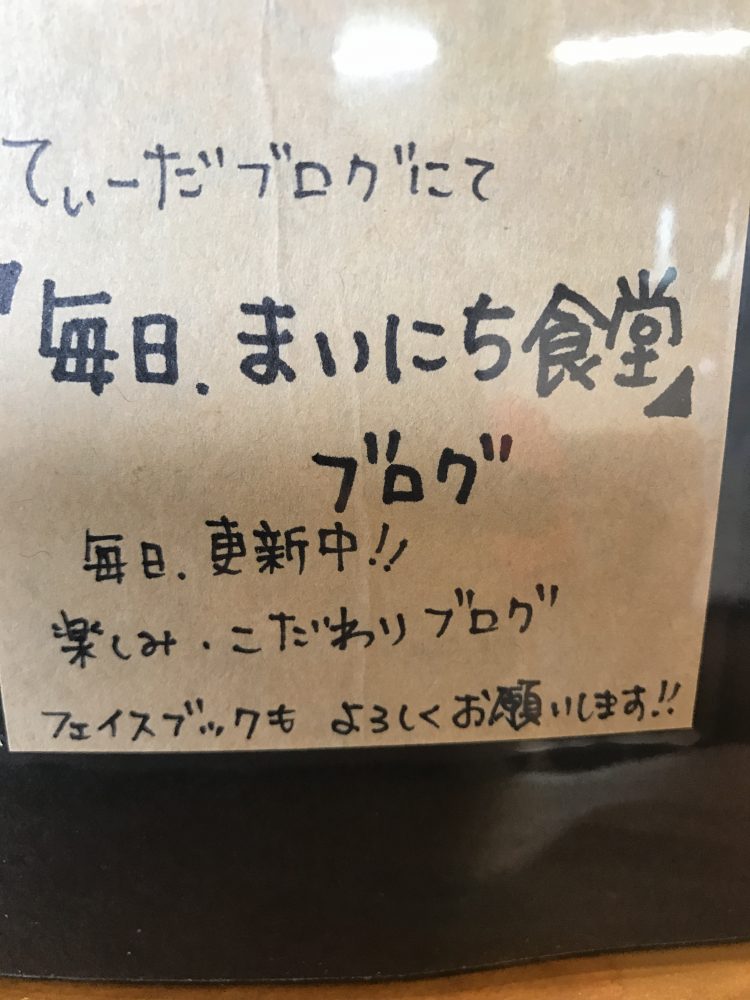 てぃーだブログにて
『毎日.まいにち食堂』
ブログ
毎日.更新中!!
楽しみ・こだわりブログ
フェイスブックも よろしくお願いします!!